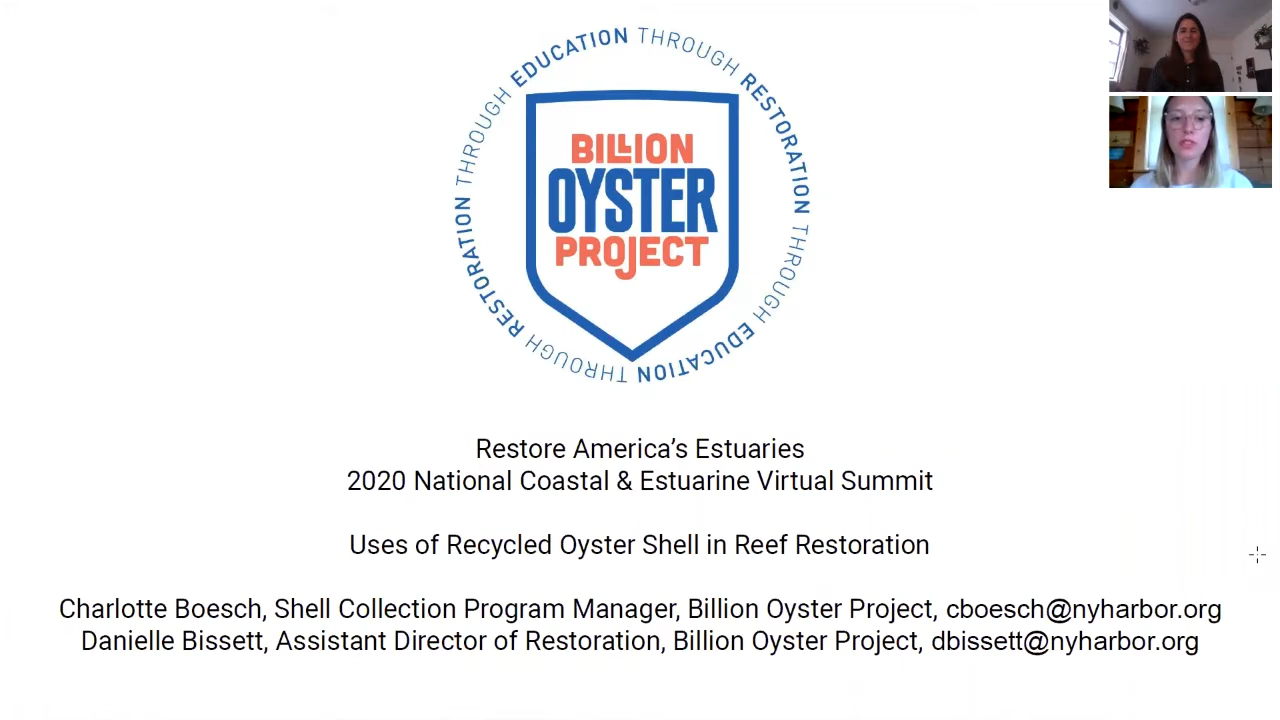 RESTORATION THROUGH EDUCATION THROUGH RESTORATION THROUGH EDUCATION THROUGH
BILLION
OYSTER
PROJECT
Restore America's Estuaries
2020 National Coastal & Estuarine Virtual Summit
Uses of Recycled Oyster Shell in Reef Restoration
Charlotte Boesch, Shell Collection Program Manager, Billion Oyster Project, cboesch@nyharbor.org
Danielle Bissett, Assistant Director of Restoration, Billion Oyster Project, dbissett@nyharbor.org